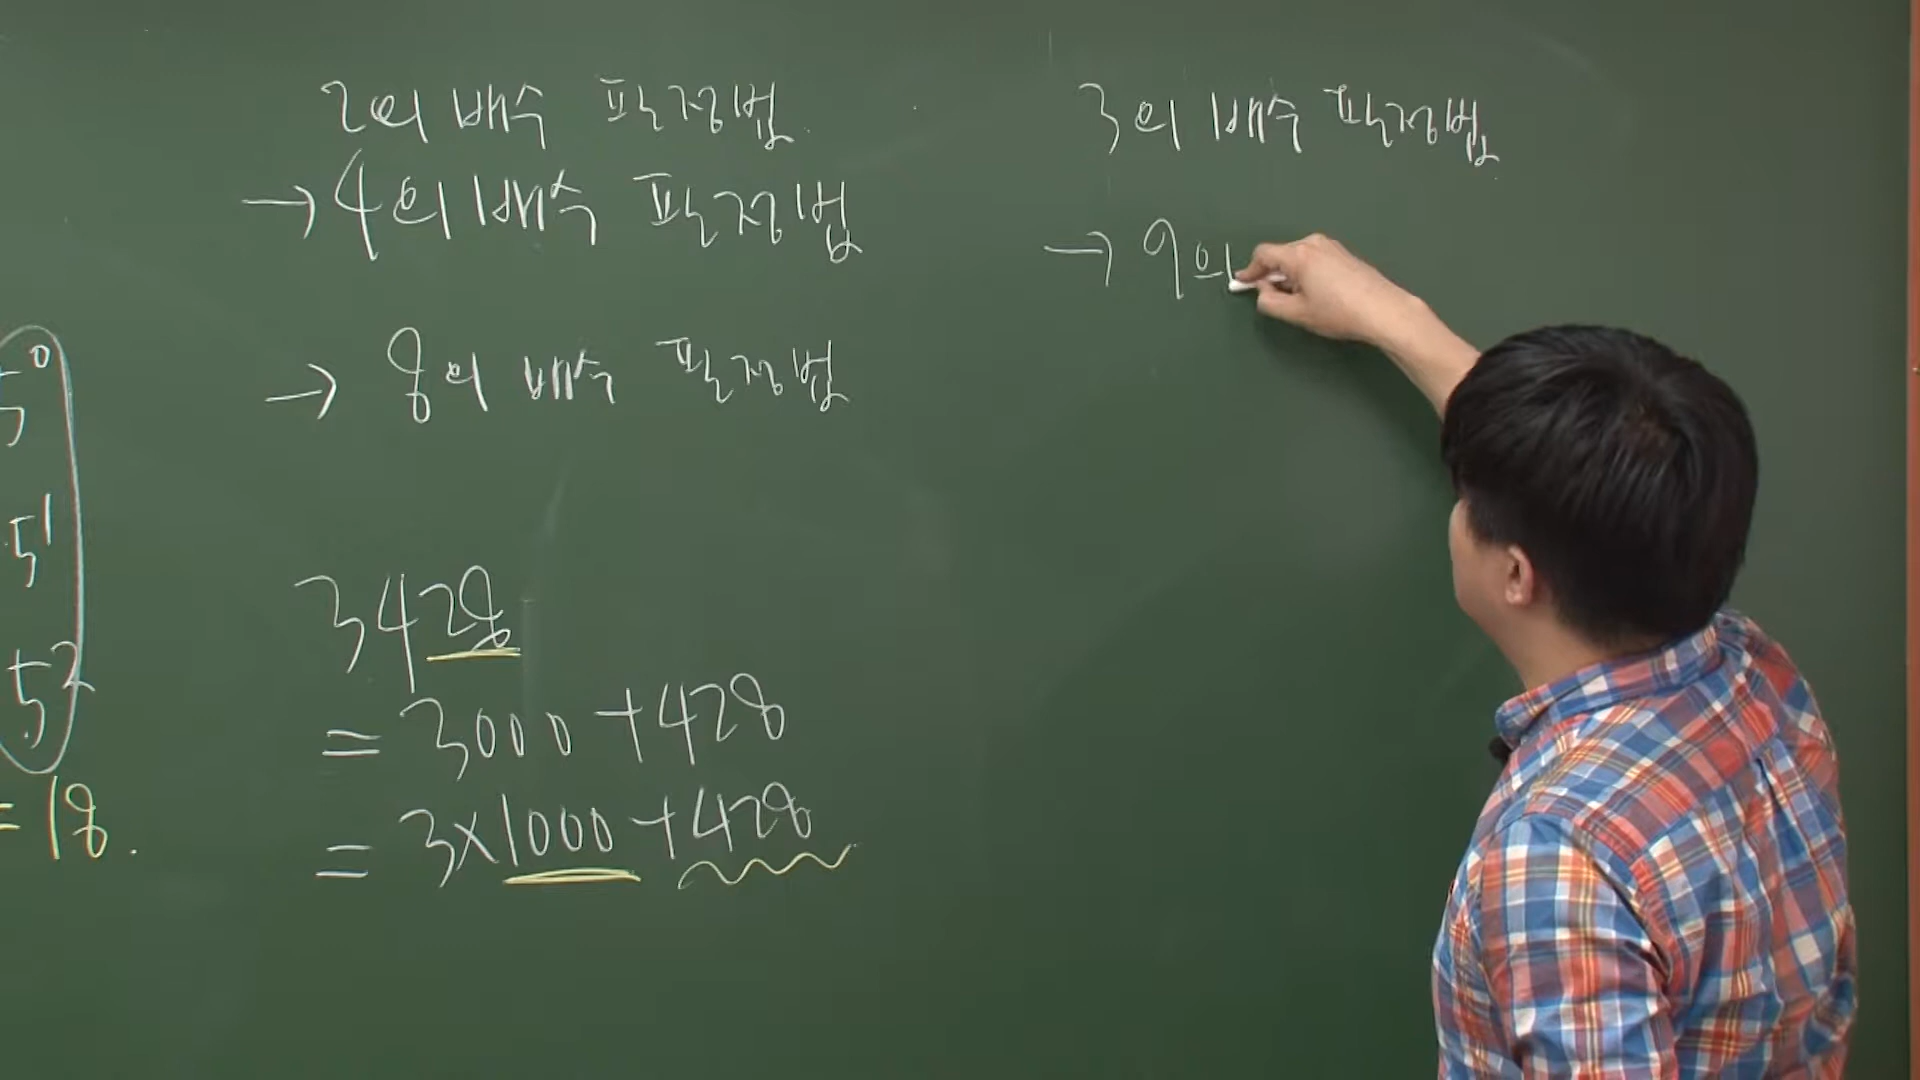 2의 배수 판정법.
→ 4의 배수 판정법
→ 8의 배수 판정법
3428
= 3000 + 428
= 3×1000 + 428
3의 배수 판정법
→ 9의
5⁰
5¹
5²
= 18.